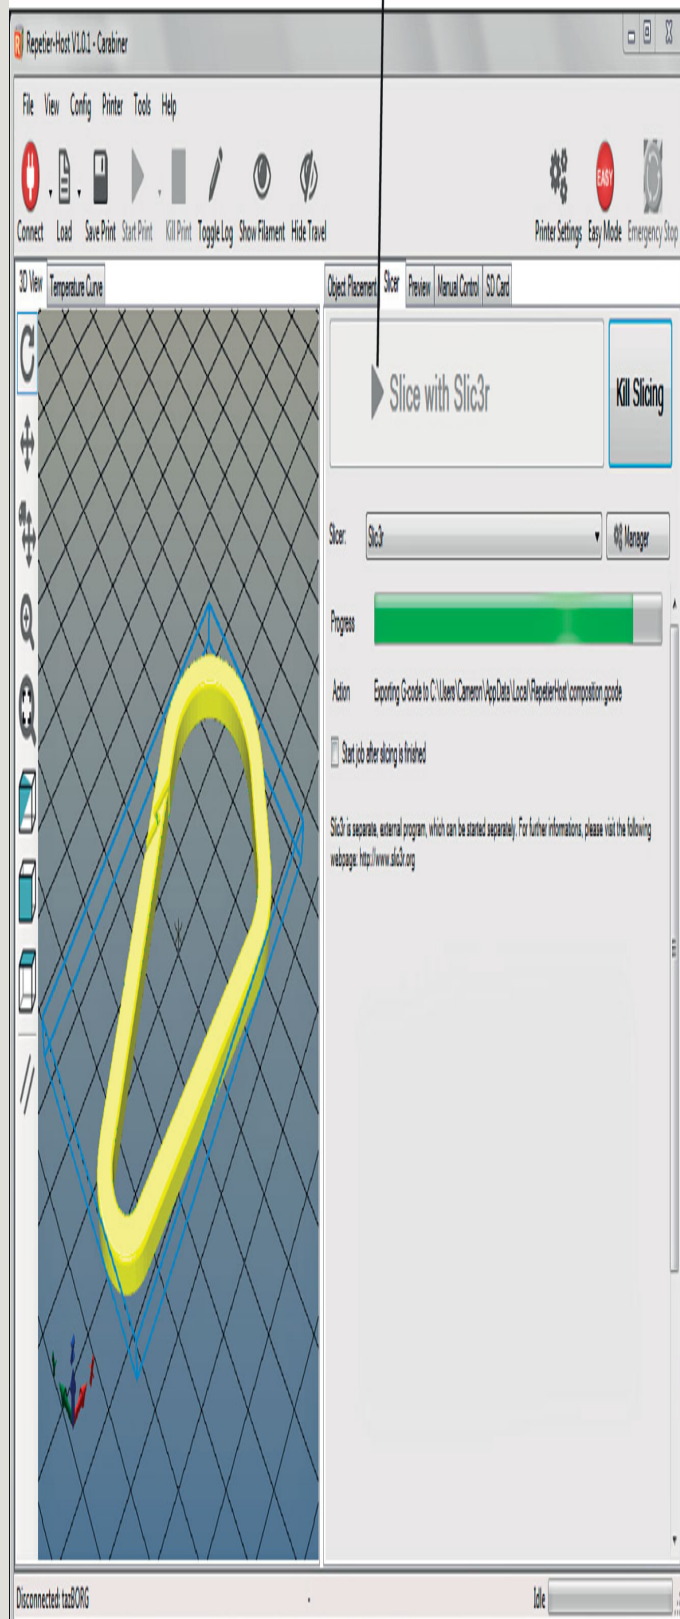 Repetier-Host V1.0.1 - Carabiner
File View Config Printer Tools Help
Connect Load Save Print Start Print Kill Print Toggle Log Show Filament Hide Travel Printer Settings Easy Mode Emergency Stop
EASY
3D View Temperature Curve Object Placement Slicer Preview Manual Control SD Card
Slice with Slic3r Kill Slicing
Slicer: Slic3r Manager
Progress
Action Exporting G-code to C:\Users\Cameron\AppData\Local\RepetierHost\composition.gcode
Start job after slicing is finished
Slic3r is separate, external program, which can be started separately. For further informations, please visit the following
webpage: http://www.slic3r.org
Disconnected: tazBORG - Idle